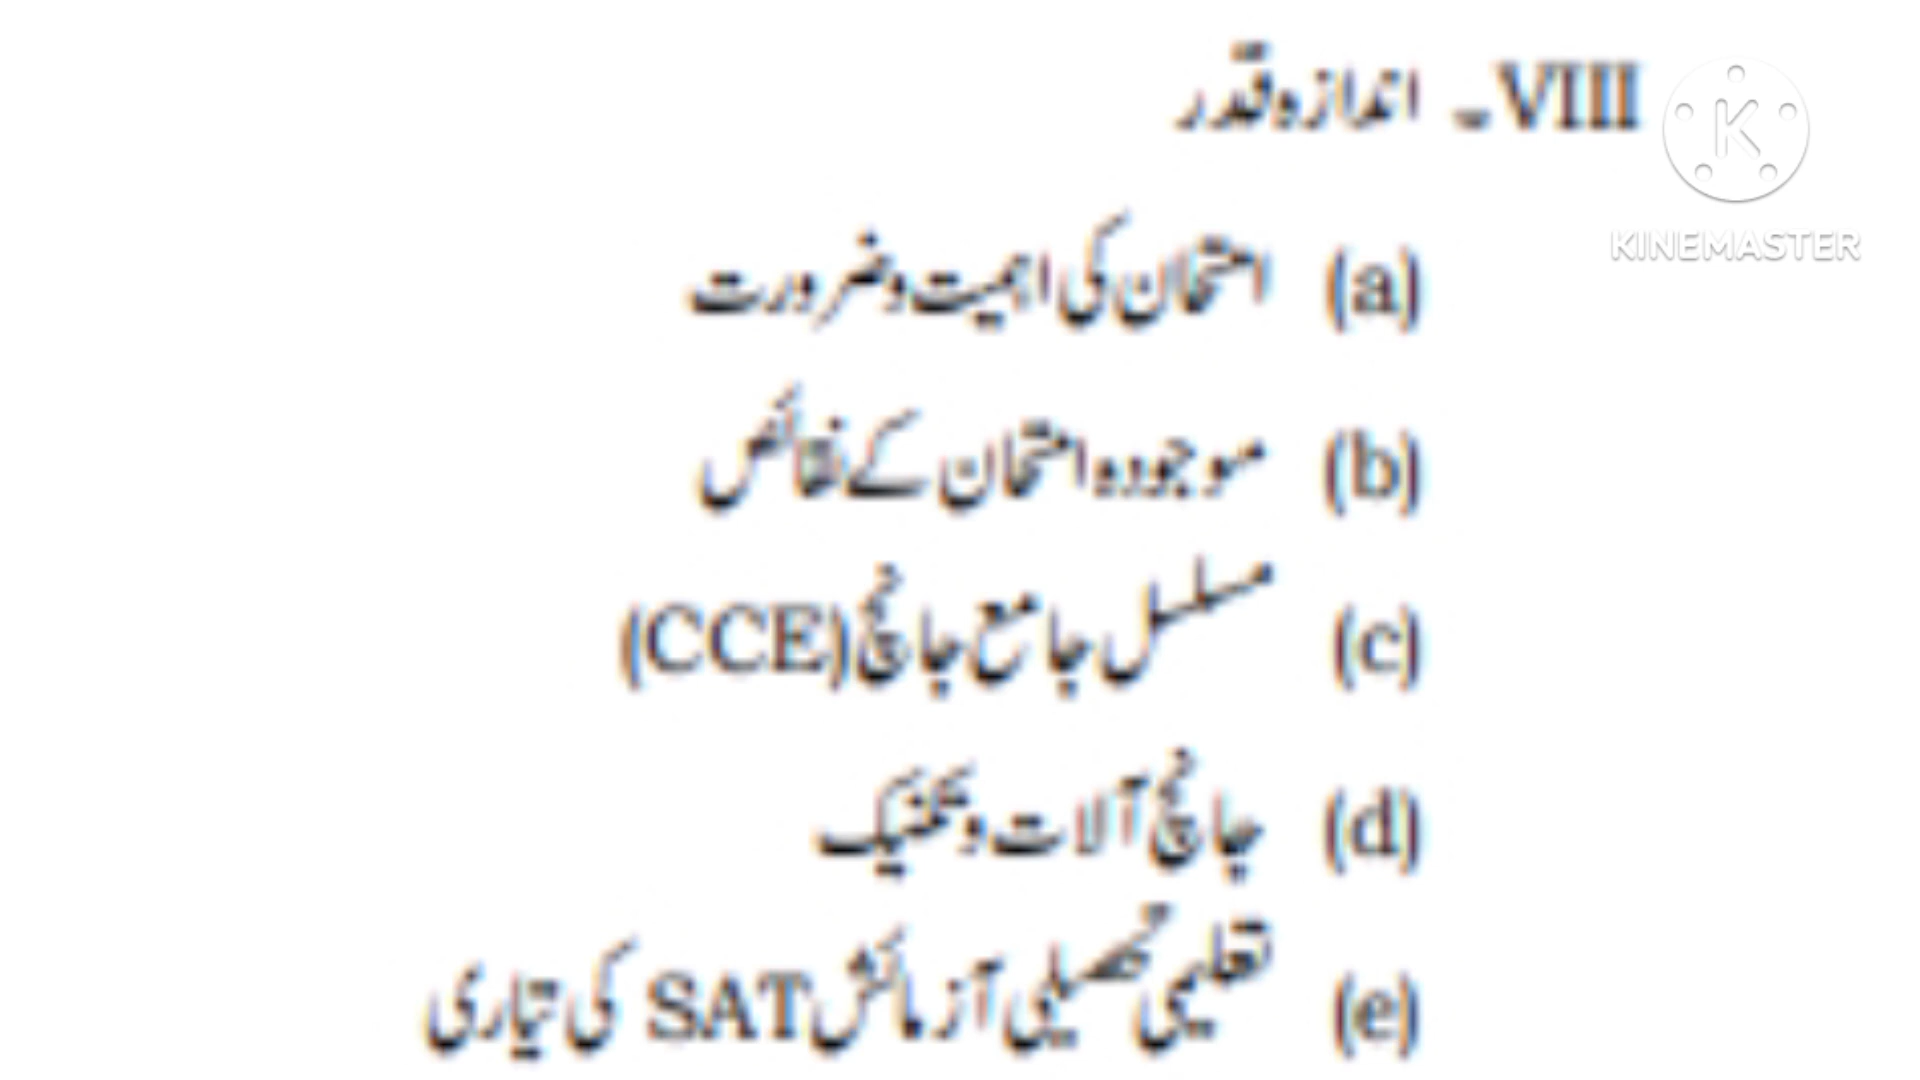 VIII۔ اندازہ قدر
KINEMASTER
(a) امتحان کی اہمیت و ضرورت
(b) موجودہ امتحان کے نقائص
(c) مسلسل جامع جانچ (CCE)
(d) جانچ آلات و تکنیک
(e) تعلیمی تحصیلی آزمائش SAT کی تیاری